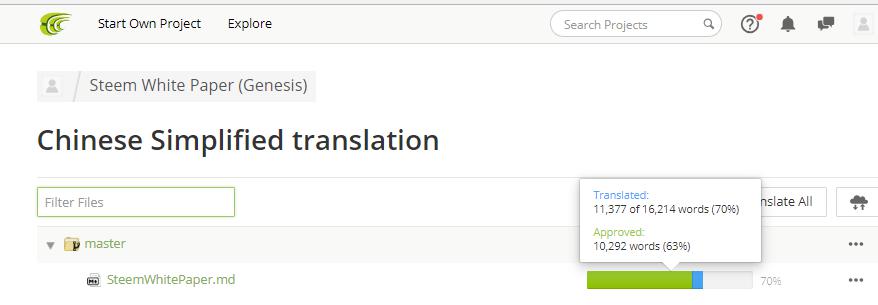 Start Own Project
Explore
Search Projects
Steem White Paper (Genesis)
Chinese Simplified translation
Filter Files
Translated:
11,377 of 16,214 words (70%)
Approved:
10,292 words (63%)
nslate All
master
SteemWhitePaper.md
70%